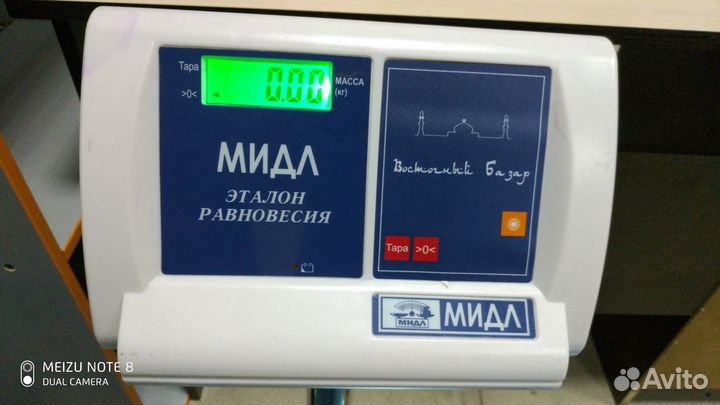 Тара
0.00
МАССА
(кг)
>0<
МИДЛ
ЭТАЛОН
РАВНОВЕСИЯ
Восточный Базар
Тара >0<
МИДЛ
МИДЛ
MEIZU NOTE 8
DUAL CAMERA
Avito